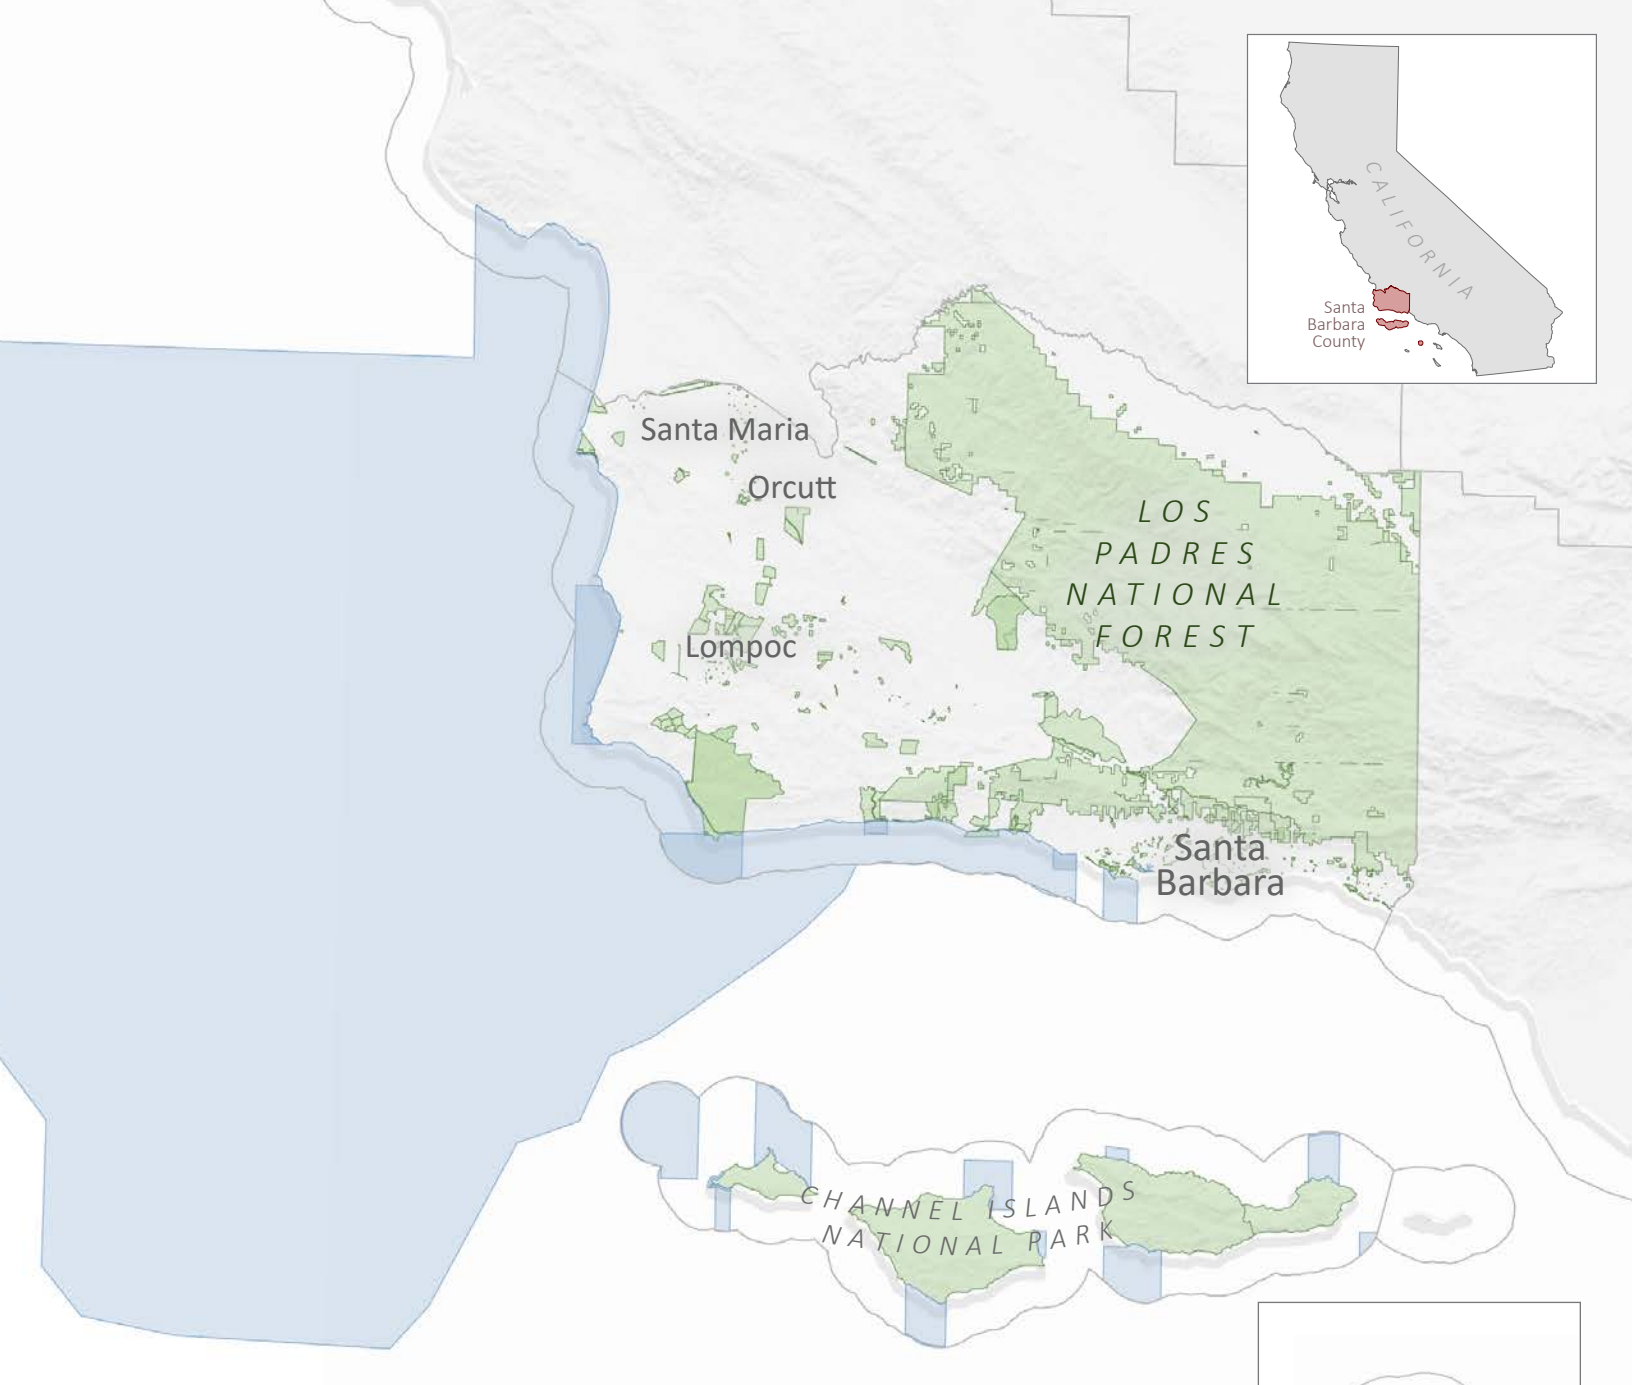 CALIFORNIA
Santa
Barbara
County
Santa Maria
Orcutt
LOS
PADRES
NATIONAL
FOREST
Lompoc
Santa
Barbara
CHANNEL ISLANDS
NATIONAL PARK